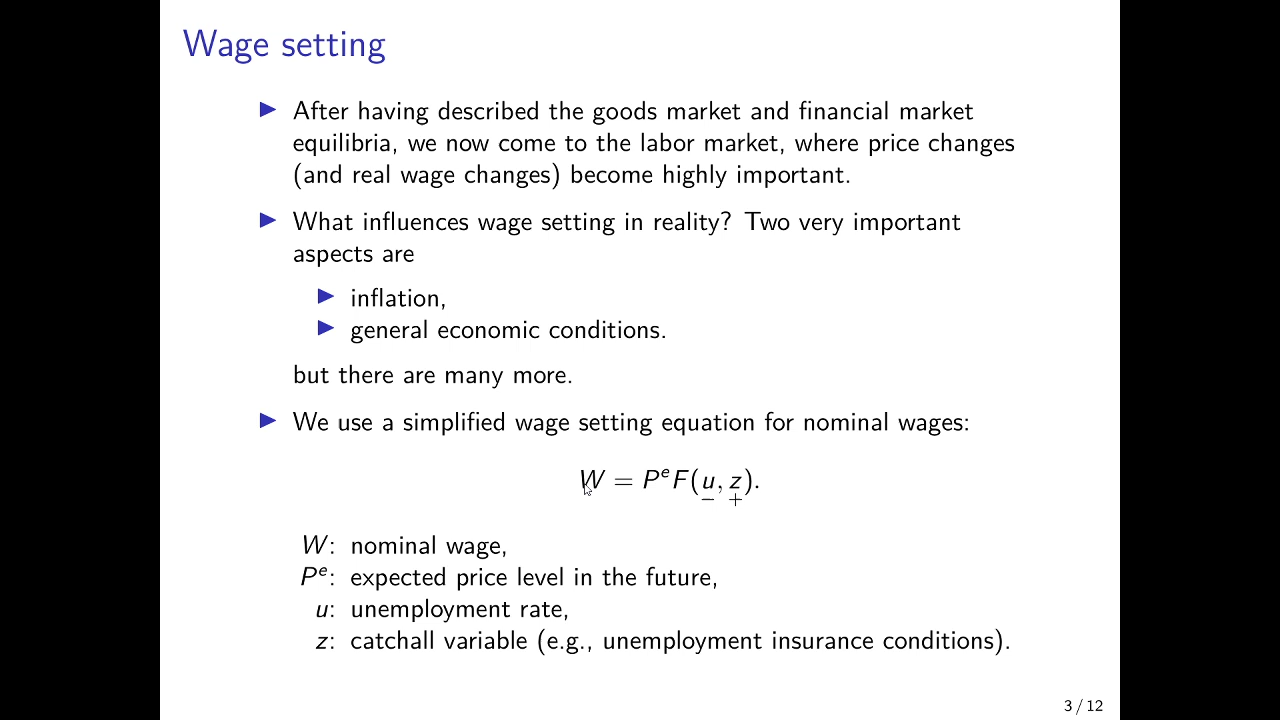 Wage setting
After having described the goods market and financial market
equilibria, we now come to the labor market, where price changes
(and real wage changes) become highly important.
What influences wage setting in reality? Two very important
aspects are
inflation,
general economic conditions.
but there are many more.
We use a simplified wage setting equation for nominal wages:
W = PᵉF(u, z).
− +
W: nominal wage,
Pᵉ: expected price level in the future,
u: unemployment rate,
z: catchall variable (e.g., unemployment insurance conditions).
3 / 12